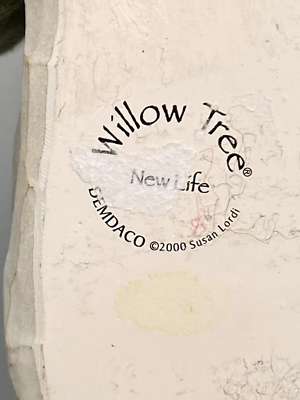 Willow Tree®
New Life
DEMDACO ©2000 Susan Lordi